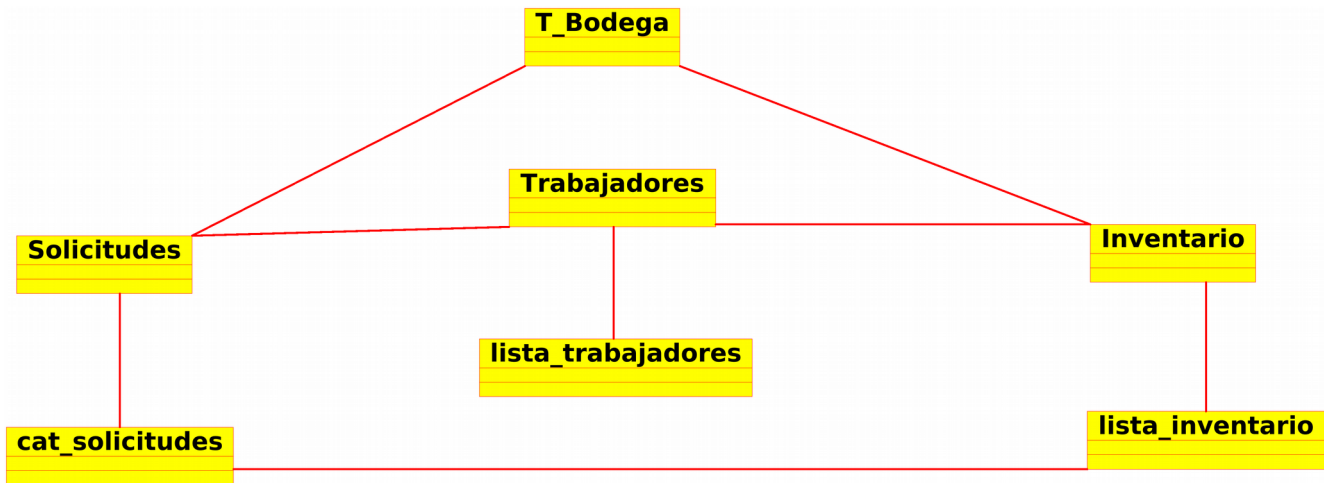 T_Bodega
Trabajadores
Solicitudes
Inventario
lista_trabajadores
cat_solicitudes
lista_inventario